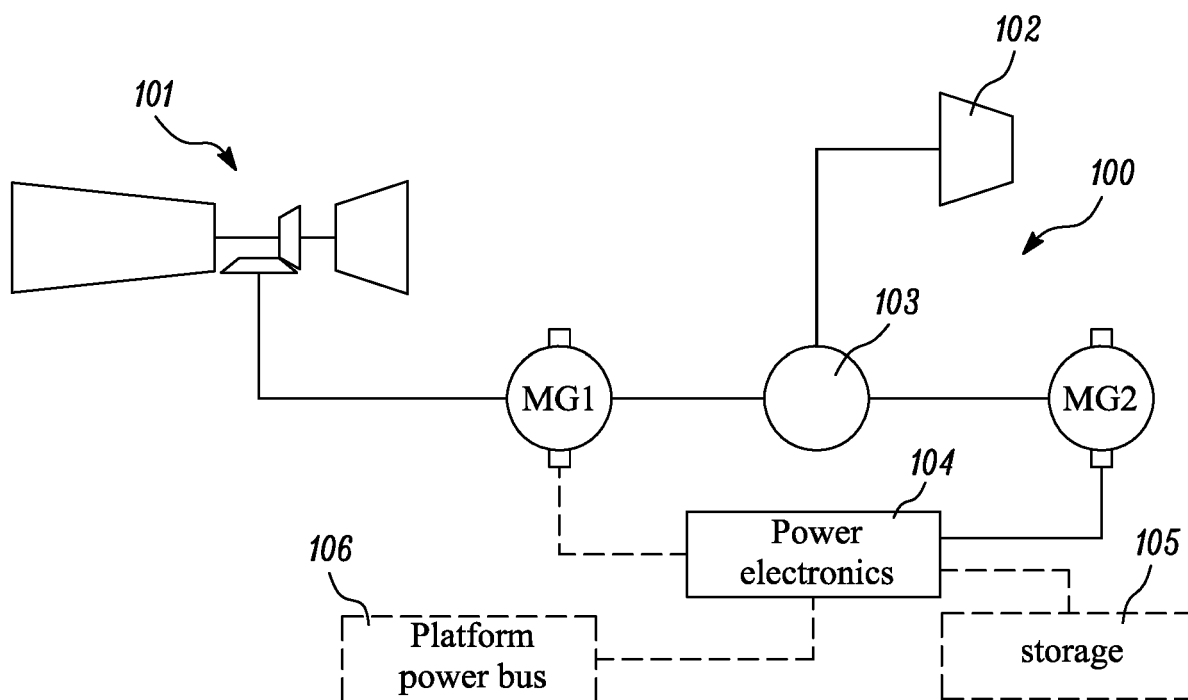 102
101
100
103
MG1
MG2
104
Power
electronics
105
106
Platform
power bus
storage